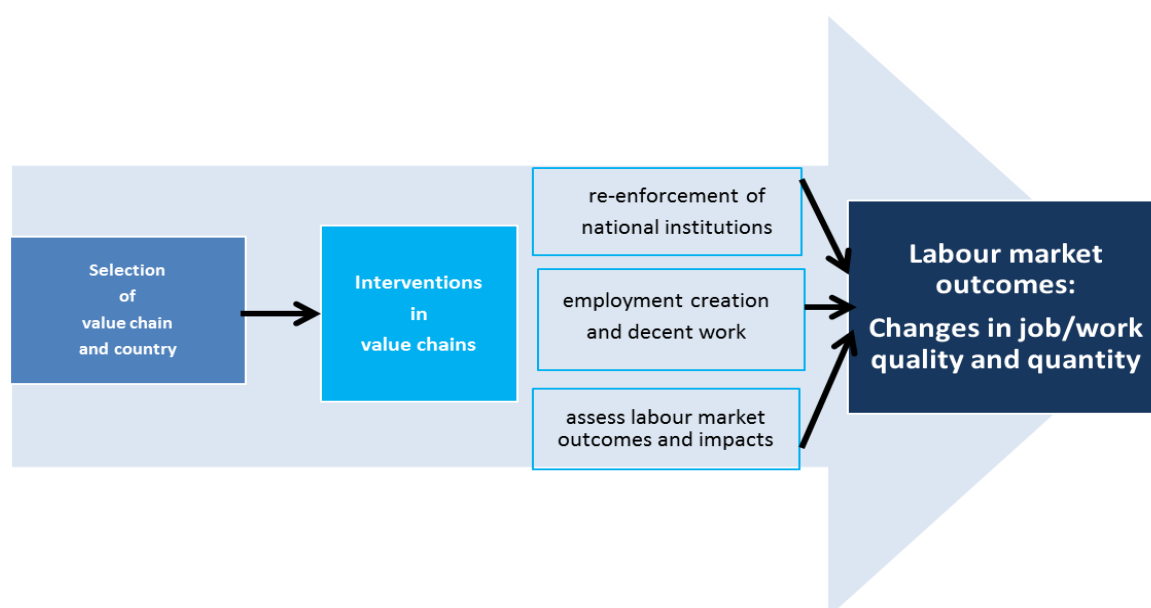 Selection
of
value chain
and country
Interventions
in
value chains
re-enforcement of
national institutions
employment creation
and decent work
assess labour market
outcomes and impacts
Labour market
outcomes:
Changes in job/work
quality and quantity